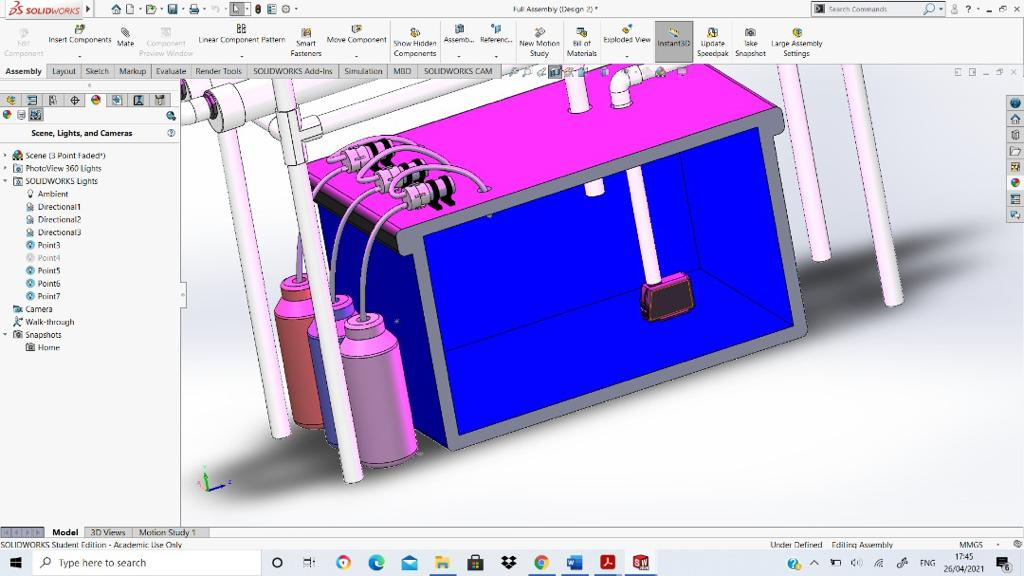 SOLIDWORKS
Full Assembly (Design 2) *
Search Commands
Edit Component
Insert Components
Mate
Component Preview Window
Linear Component Pattern
Smart Fasteners
Move Component
Show Hidden Components
Assemb...
Referenc...
New Motion Study
Bill of Materials
Exploded View
Instant3D
Update Speedpak
Take Snapshot
Large Assembly Settings
Assembly Layout Sketch Markup Evaluate Render Tools SOLIDWORKS Add-Ins Simulation MBD SOLIDWORKS CAM
Scene, Lights, and Cameras
Scene (3 Point Faded*)
PhotoView 360 Lights
SOLIDWORKS Lights
Ambient
Directional1
Directional2
Directional3
Point3
Point4
Point5
Point6
Point7
Camera
Walk-through
Snapshots
Home
Model 3D Views Motion Study 1
SOLIDWORKS Student Edition - Academic Use Only
Under Defined Editing Assembly MMGS
Type here to search
ENG
17:45
26/04/2021